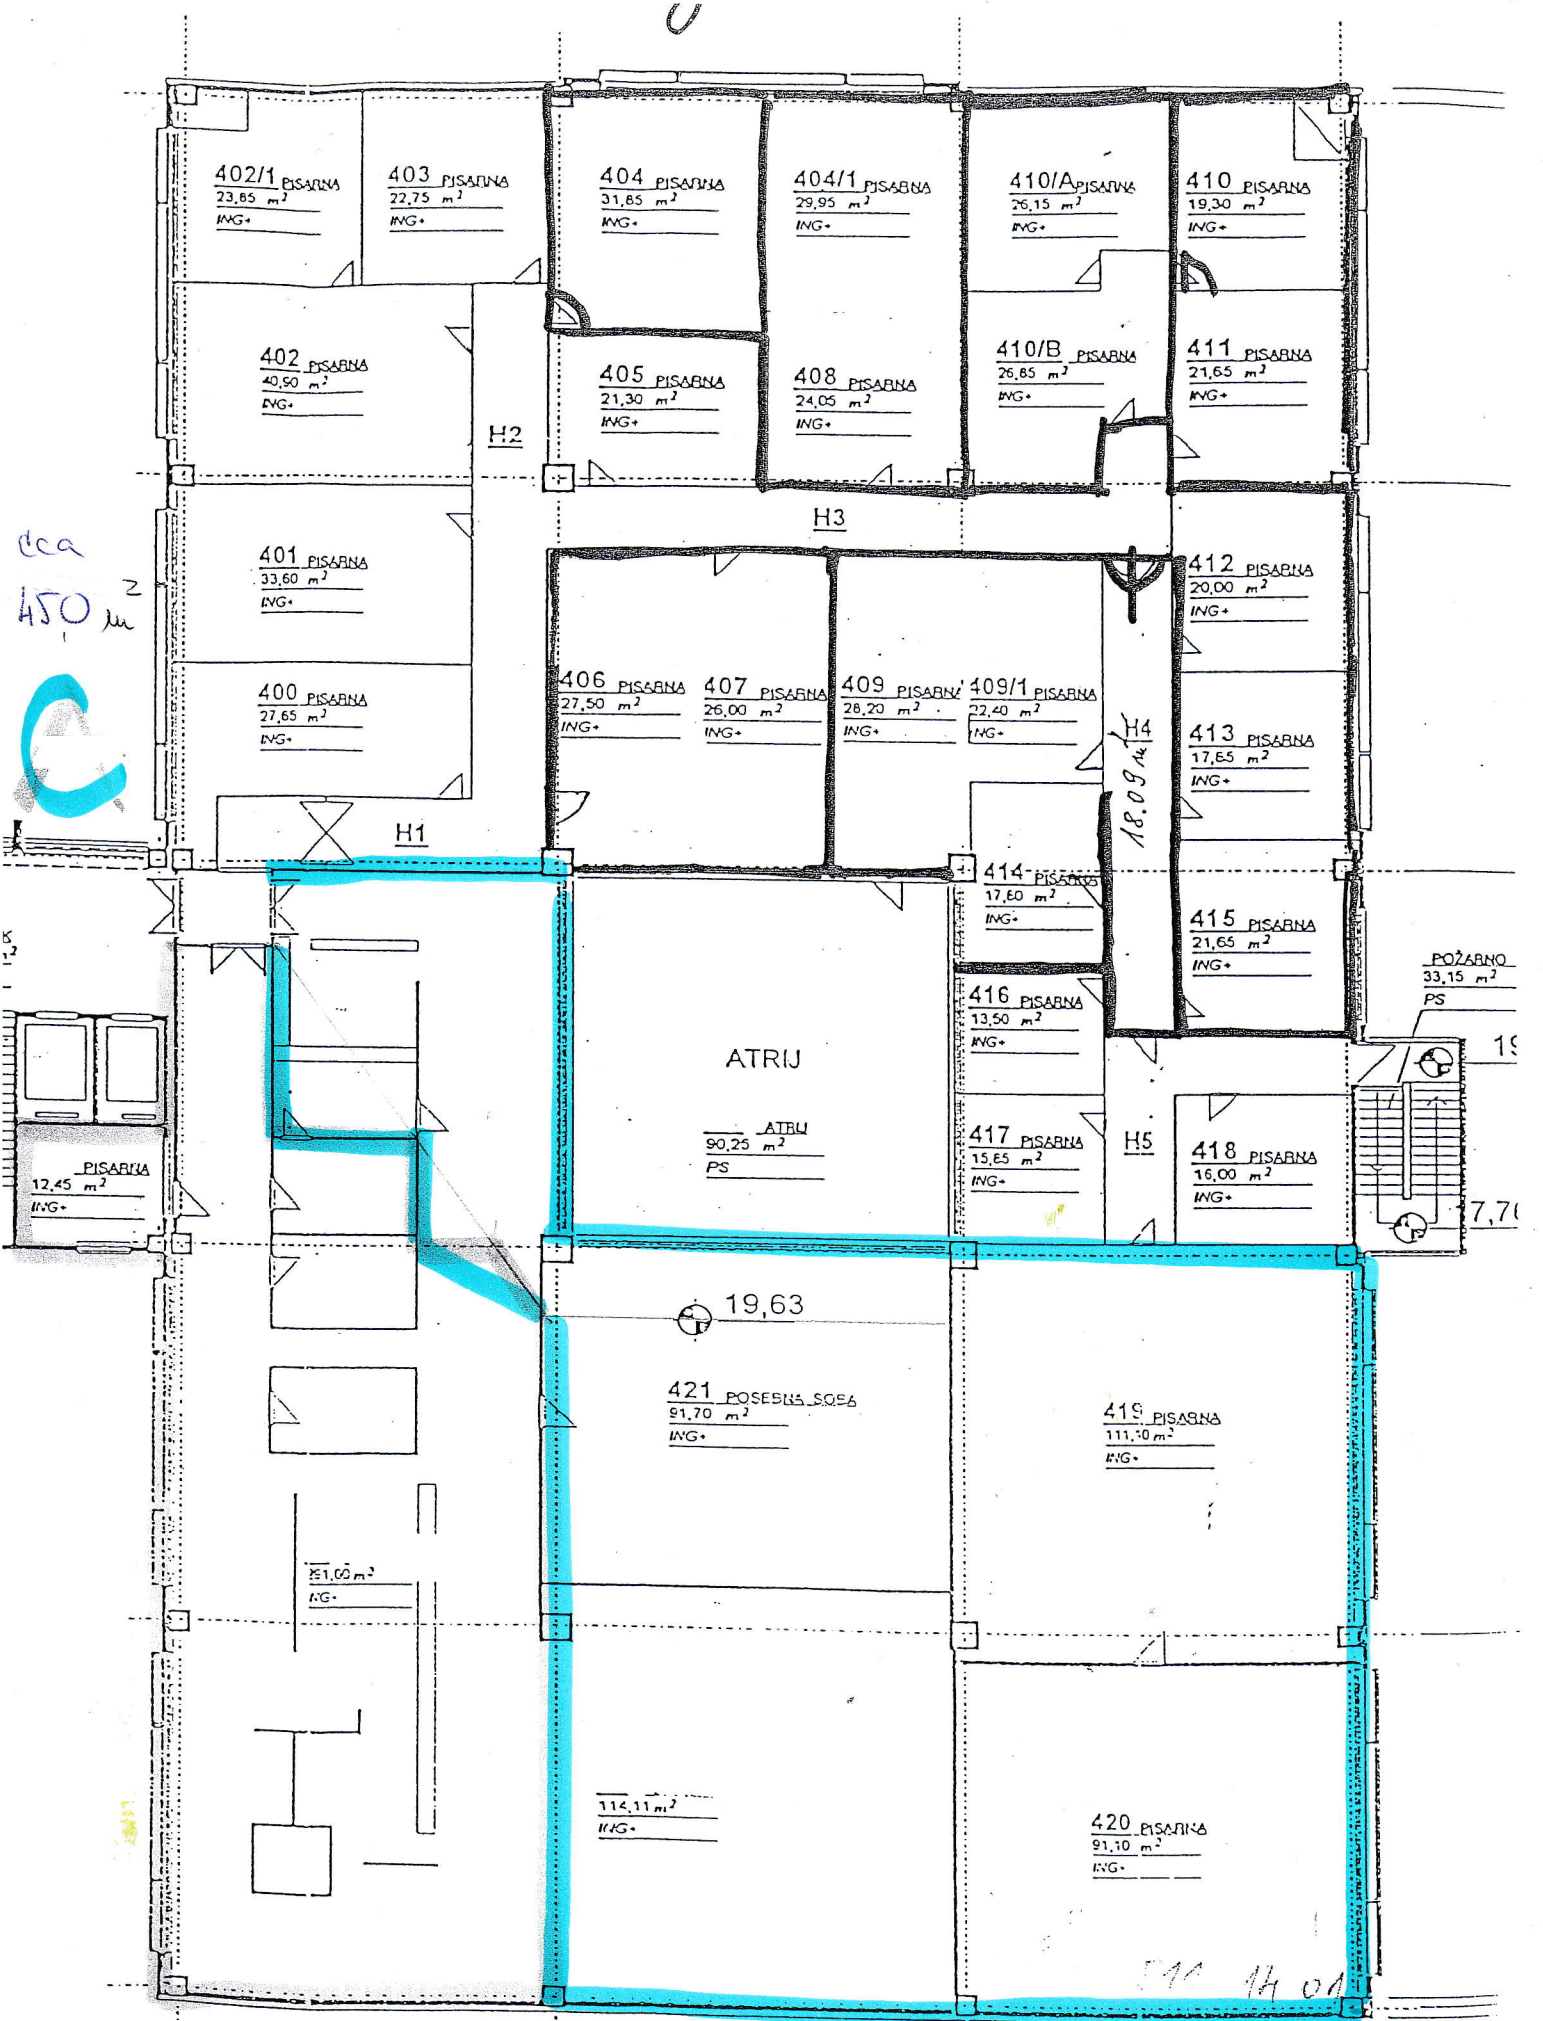 402/1 PISARNA
23,85 m²
ING+
403 PISARNA
22,75 m²
ING+
404 PISARNA
31,85 m²
ING+
404/1 PISARNA
29,95 m²
ING+
410/A PISARNA
26,15 m²
ING+
410 PISARNA
19,30 m²
ING+
402 PISARNA
40,90 m²
ING+
405 PISARNA
21,30 m²
ING+
408 PISARNA
24,05 m²
ING+
410/B PISARNA
26,85 m²
ING+
411 PISARNA
21,65 m²
ING+
H2
H3
cca
450 m²
C
401 PISARNA
33,60 m²
ING+
412 PISARNA
20,00 m²
ING+
400 PISARNA
27,65 m²
ING+
406 PISARNA
27,50 m²
ING+
407 PISARNA
26,00 m²
ING+
409 PISARNA
28,20 m²
ING+
409/1 PISARNA
22,40 m²
ING+
H4
18.09 m²
413 PISARNA
17,65 m²
ING+
H1
414 PISARNA
17,60 m²
ING+
415 PISARNA
21,65 m²
ING+
POŽARNO
33,15 m²
PS
416 PISARNA
13,50 m²
ING+
ATRIJ
ATRIJ
90,25 m²
PS
19
PISARNA
12,45 m²
ING+
417 PISARNA
15,65 m²
ING+
H5
418 PISARNA
16,00 m²
ING+
7,76
19,63
421 POSEBNA SOBA
91,70 m²
ING+
419 PISARNA
ING+
ING+
114,11 m²
ING+
420 PISARNA
91,10 m²
ING+
14 01